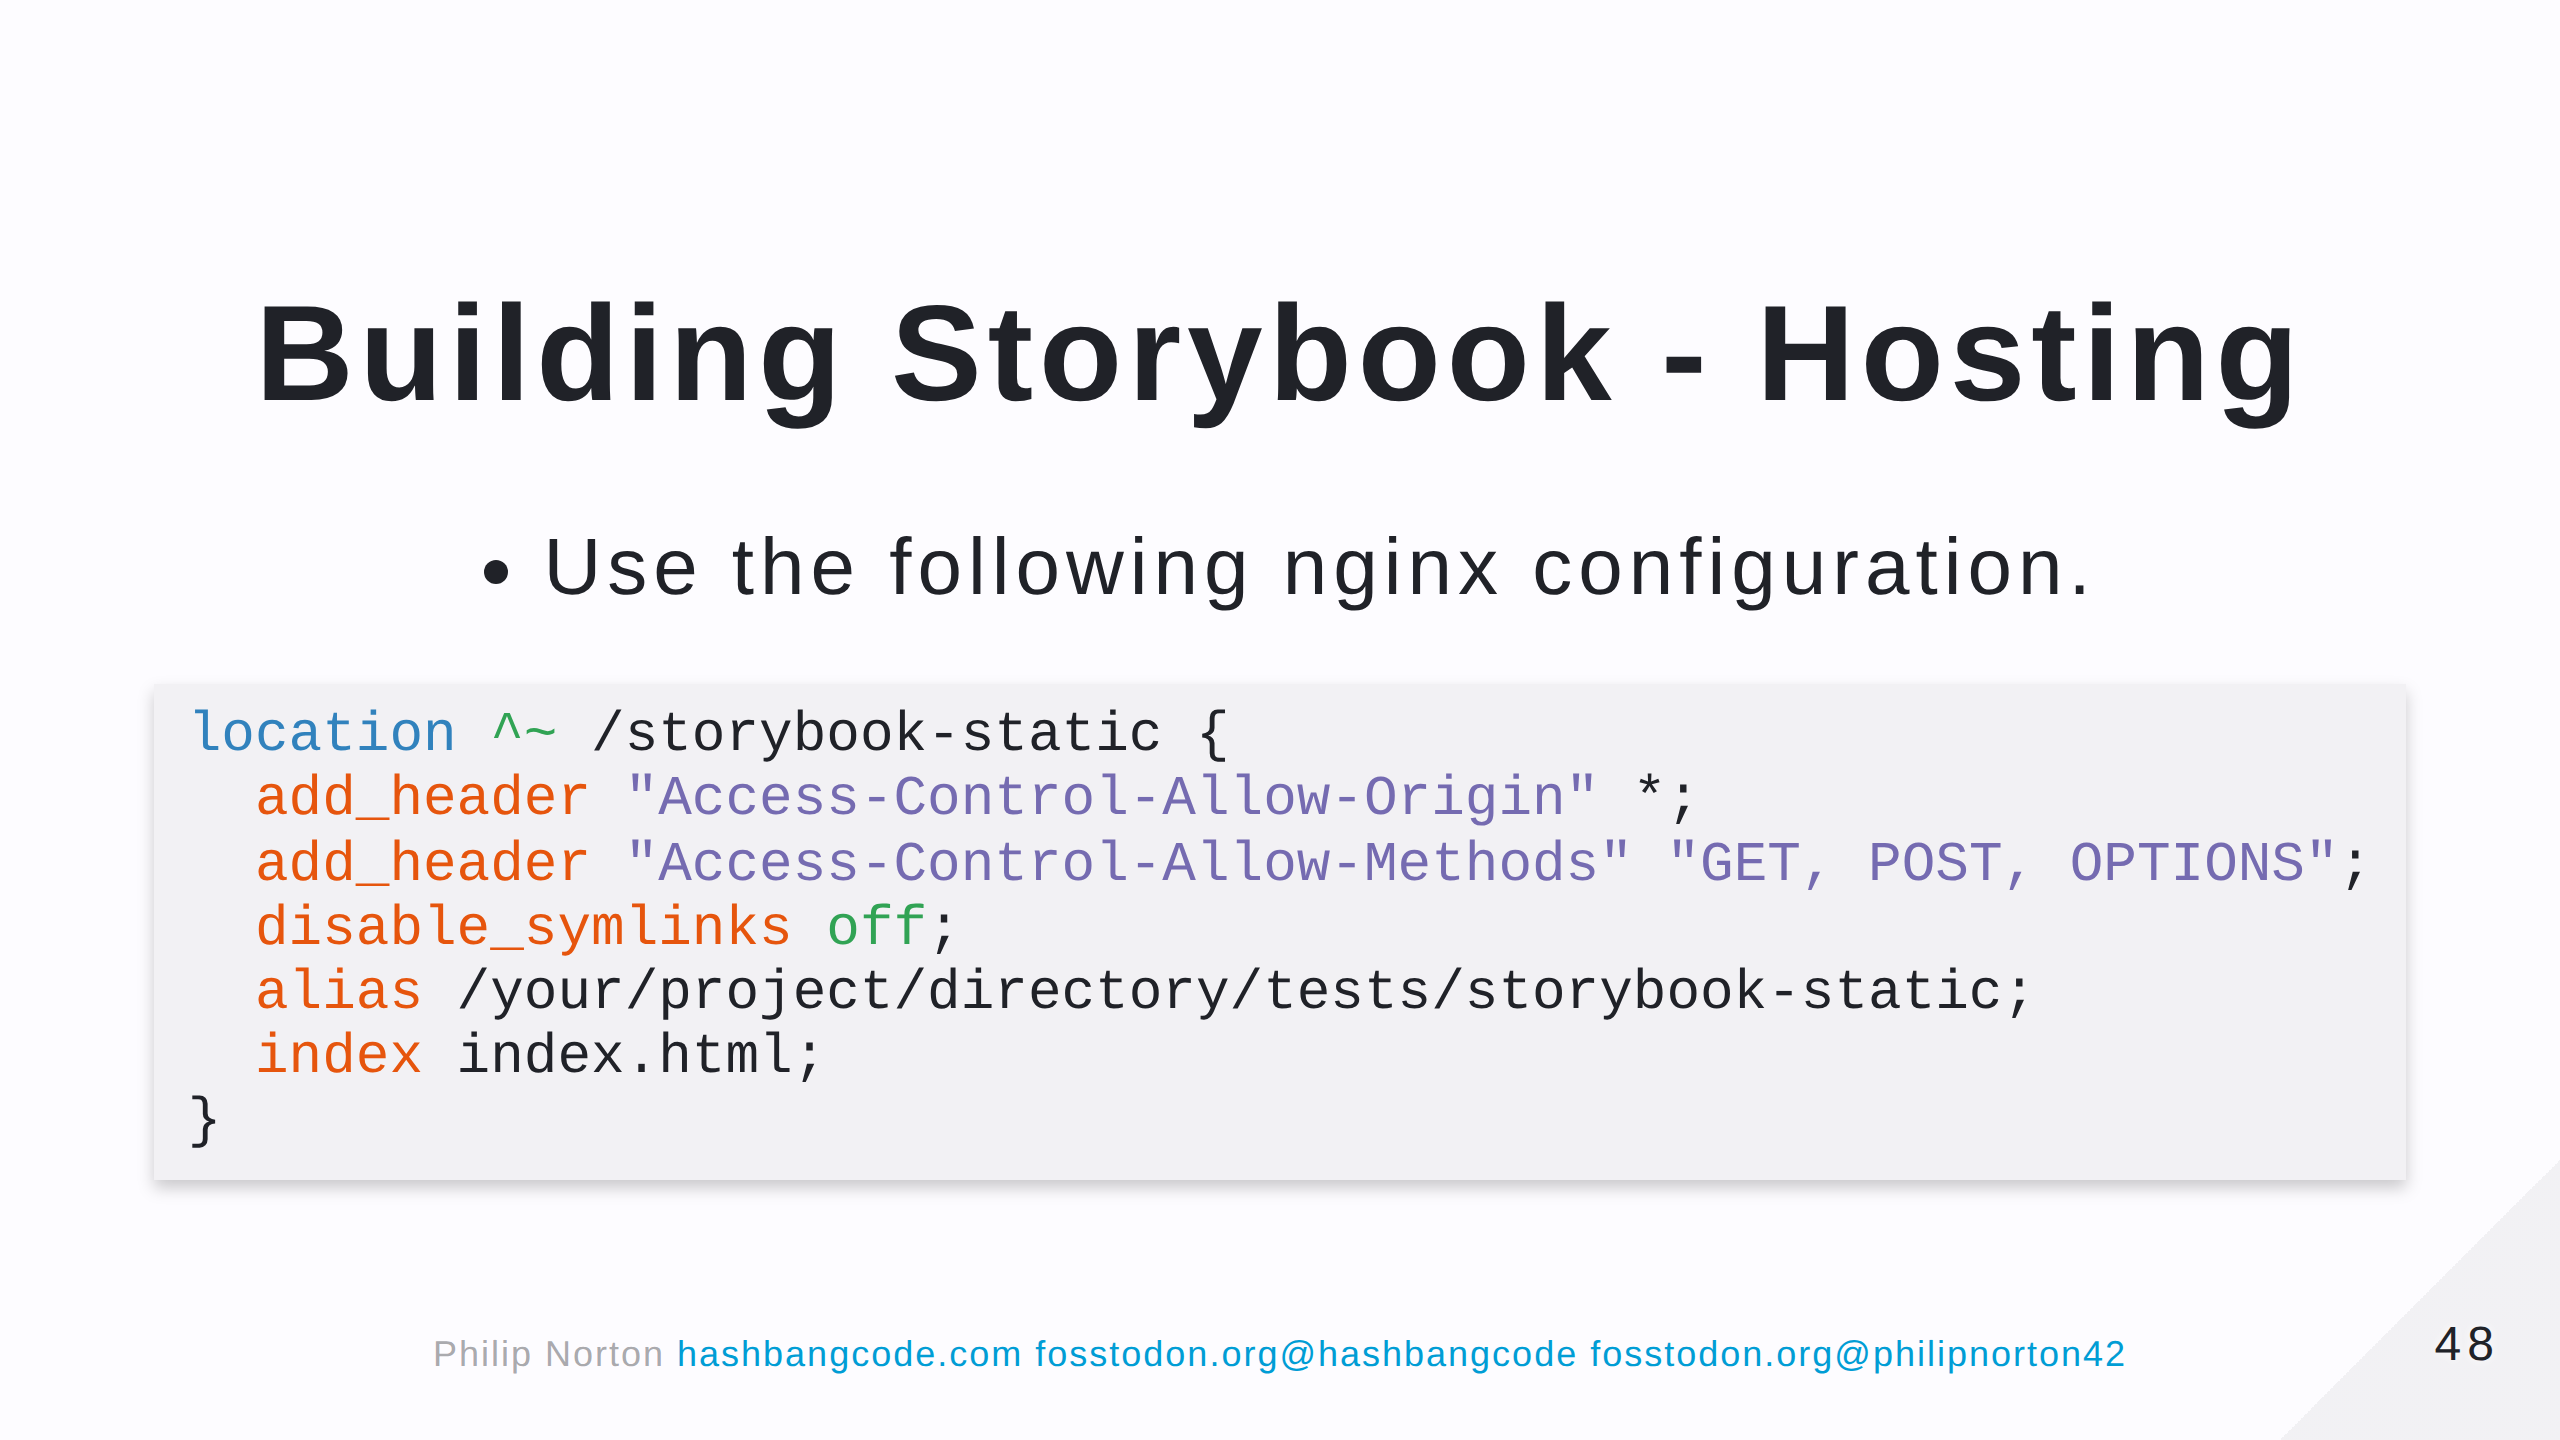 Building Storybook - Hosting
• Use the following nginx configuration.
location ^~ /storybook-static {
  add_header "Access-Control-Allow-Origin" *;
  add_header "Access-Control-Allow-Methods" "GET, POST, OPTIONS";
  disable_symlinks off;
  alias /your/project/directory/tests/storybook-static;
  index index.html;
}
Philip Norton hashbangcode.com fosstodon.org@hashbangcode fosstodon.org@philipnorton42
48